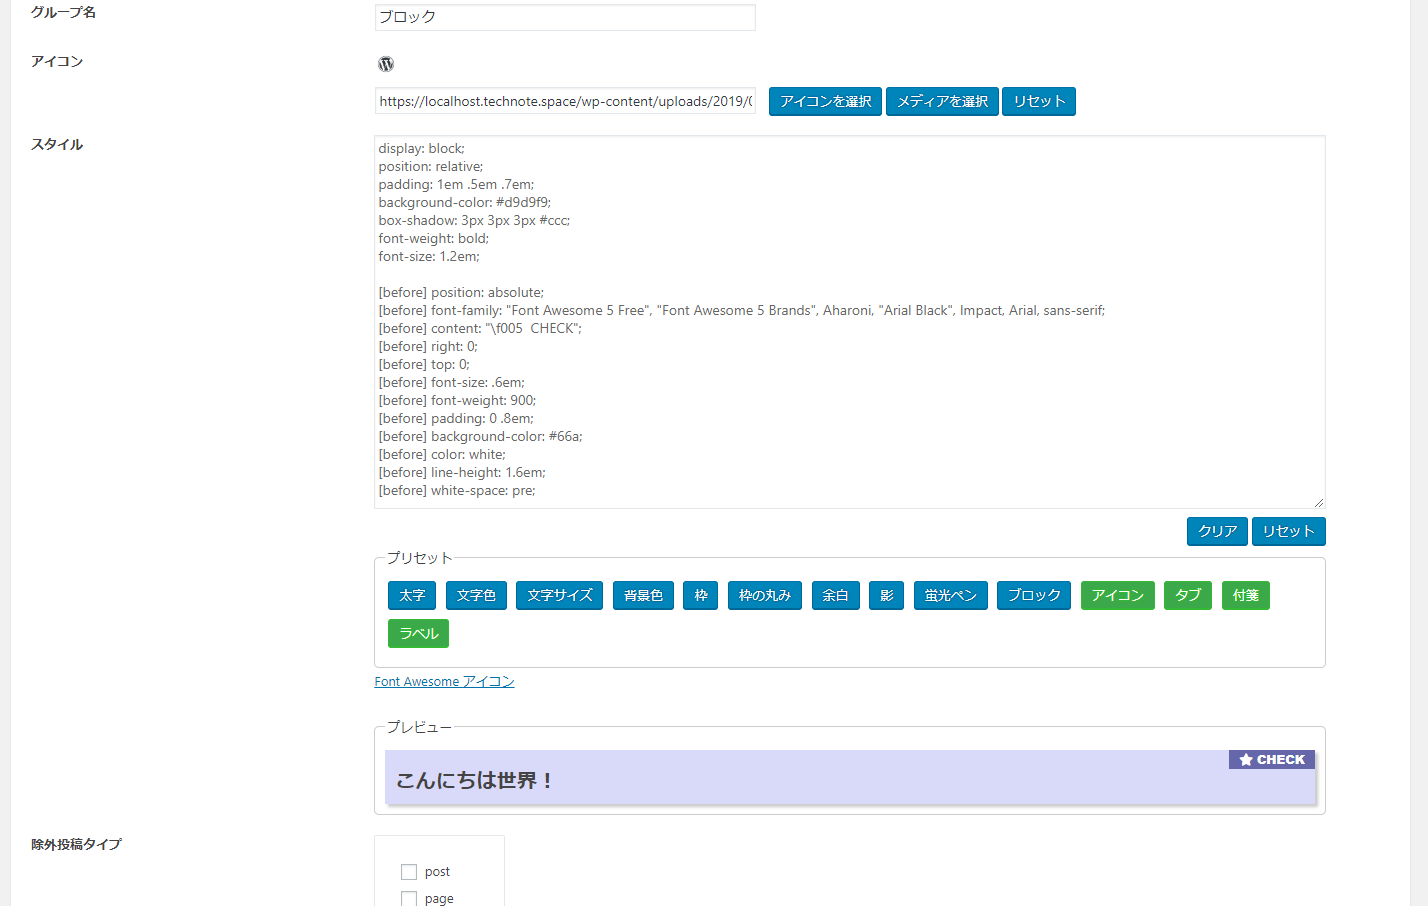 グループ名
ブロック
アイコン
https://localhost.technote.space/wp-content/uploads/2019/0
アイコンを選択 メディアを選択 リセット
スタイル
display: block;
position: relative;
padding: 1em .5em .7em;
background-color: #d9d9f9;
box-shadow: 3px 3px 3px #ccc;
font-weight: bold;
font-size: 1.2em;
[before] position: absolute;
[before] font-family: "Font Awesome 5 Free", "Font Awesome 5 Brands", Aharoni, "Arial Black", Impact, Arial, sans-serif;
[before] content: "\f005  CHECK";
[before] right: 0;
[before] top: 0;
[before] font-size: .6em;
[before] font-weight: 900;
[before] padding: 0 .8em;
[before] background-color: #66a;
[before] color: white;
[before] line-height: 1.6em;
[before] white-space: pre;
クリア リセット
プリセット
太字 文字色 文字サイズ 背景色 枠 枠の丸み 余白 影 蛍光ペン ブロック アイコン タブ 付箋
ラベル
Font Awesome アイコン
プレビュー
CHECK
こんにちは世界！
除外投稿タイプ
post
page